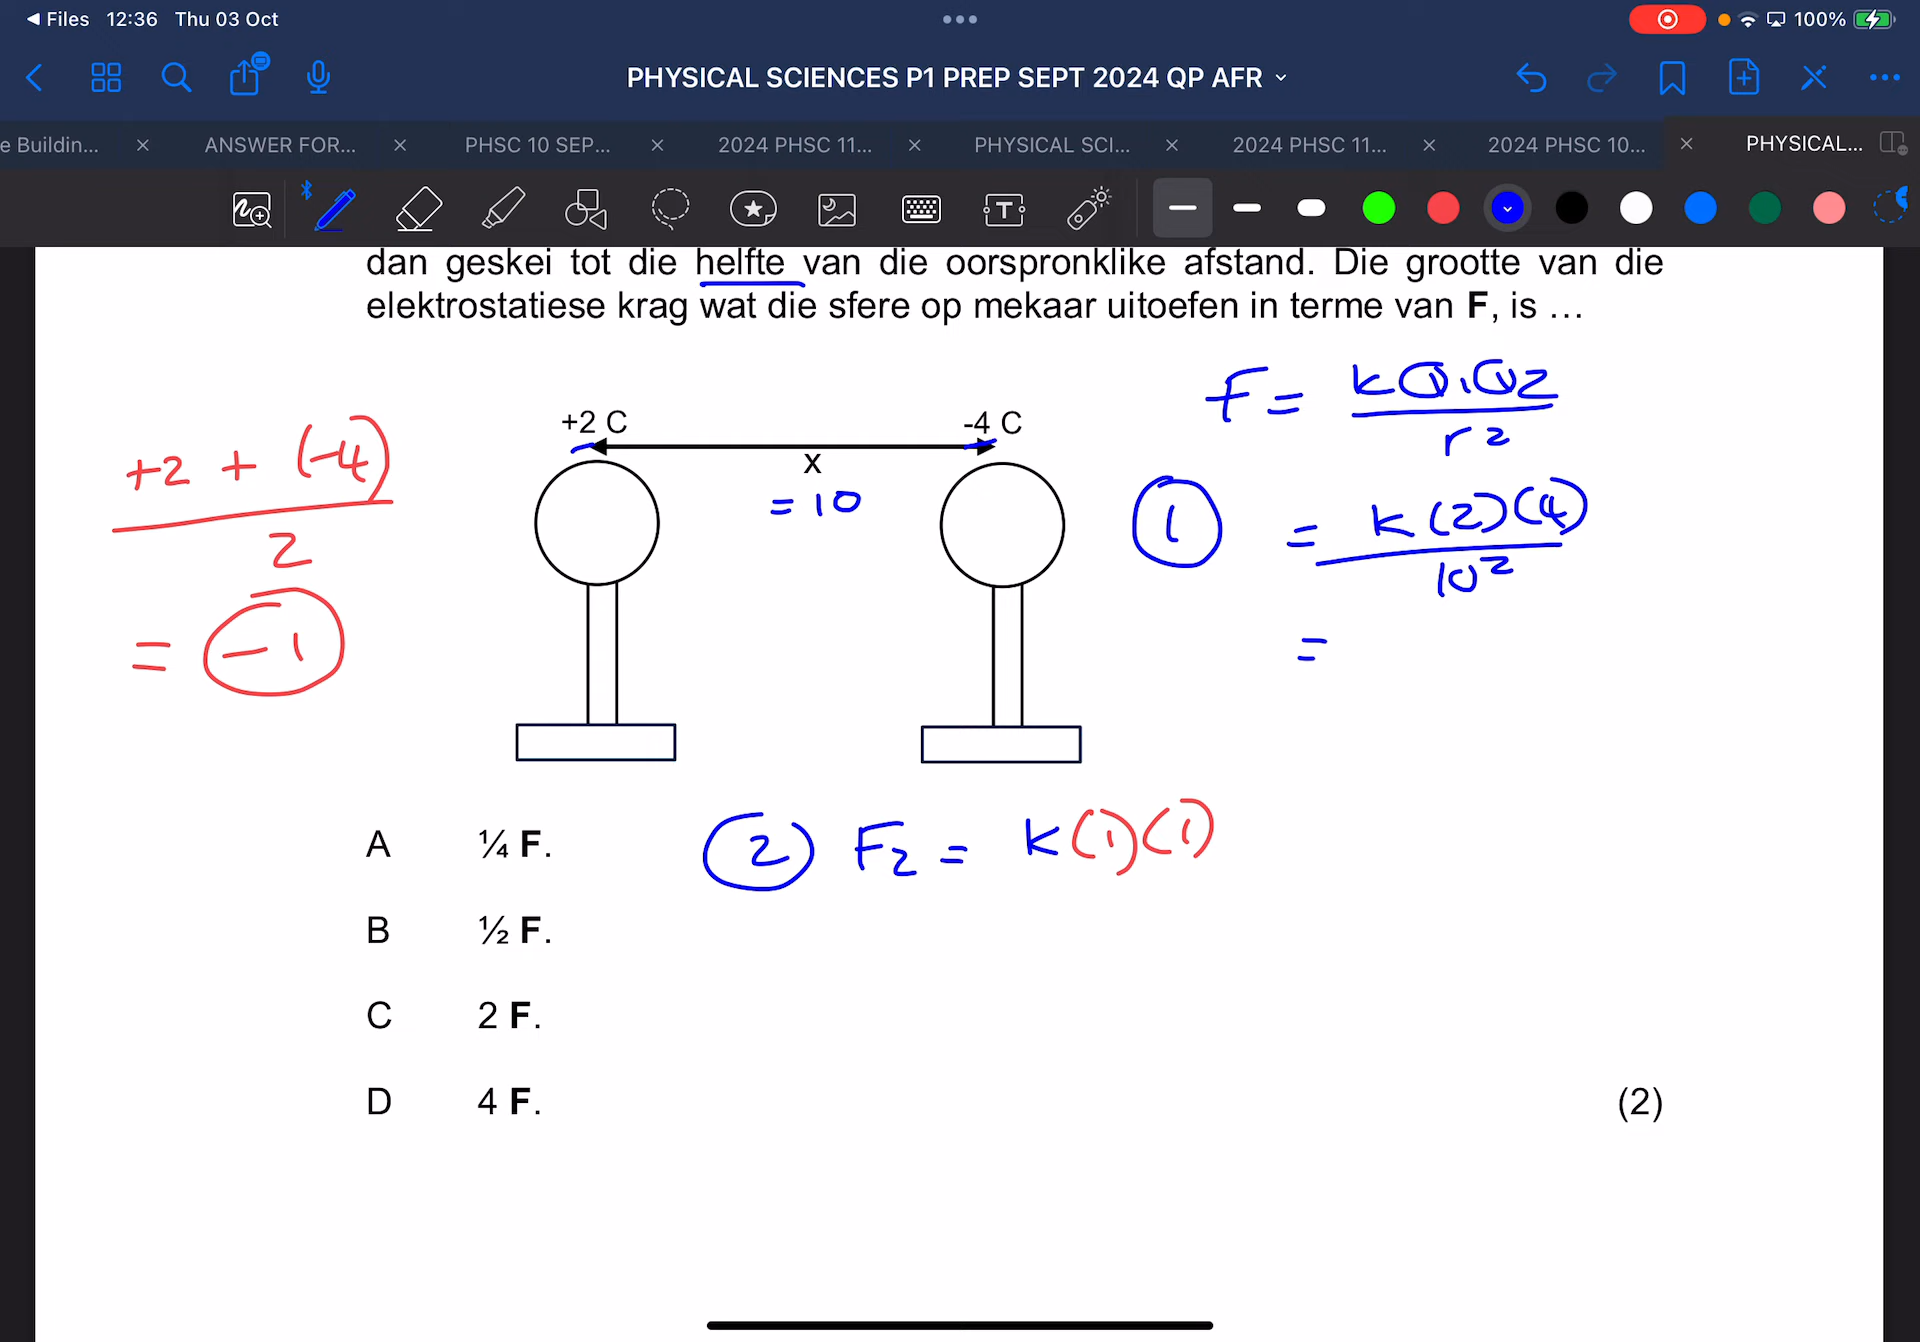 Files 12:36 Thu 03 Oct
100%
PHYSICAL SCIENCES P1 PREP SEPT 2024 QP AFR
e Buildin... ANSWER FOR... PHSC 10 SEP... 2024 PHSC 11... PHYSICAL SCI... 2024 PHSC 11... 2024 PHSC 10... PHYSICAL...
dan geskei tot die helfte van die oorspronklike afstand. Die grootte van die
elektrostatiese krag wat die sfere op mekaar uitoefen in terme van F, is …
+2 C
-4 C
x
= 10
+2 + (-4)
2
= -1
F = kQ1Q2
r²
1 = k(2)(4)
10²
=
A ¼ F.
2 F2 = k(1)(1)
B ½ F.
C 2 F.
D 4 F.
(2)